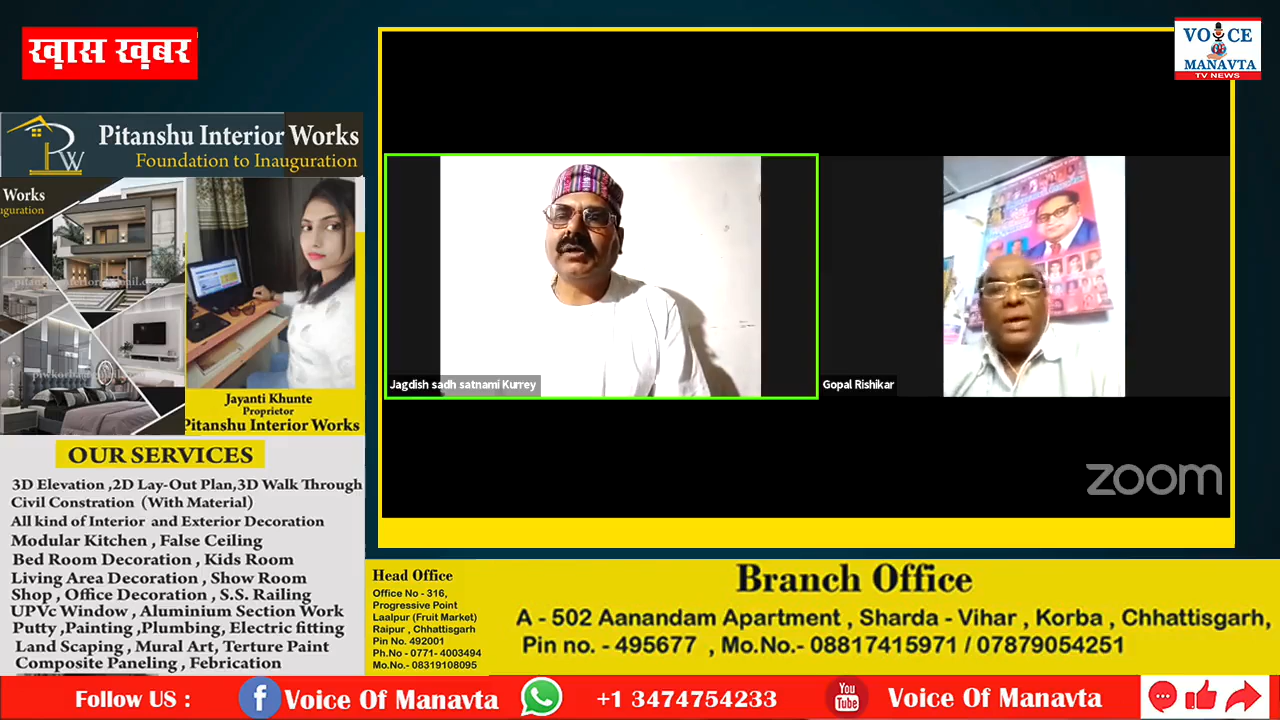 ख़ास ख़बर
VOICE
OF
MANAVTA
TV NEWS
Pitanshu Interior Works
Foundation to Inauguration
Works
uguration
Jayanti Khunte
Proprietor
Pitanshu Interior Works
OUR SERVICES
3D Elevation ,2D Lay-Out Plan,3D Walk Through
Civil Constration (With Material)
All kind of Interior and Exterior Decoration
Modular Kitchen , False Ceiling
Bed Room Decoration , Kids Room
Living Area Decoration , Show Room
Shop , Office Decoration , S.S. Railing
UPVc Window , Aluminium Section Work
Putty ,Painting ,Plumbing, Electric fitting
Land Scaping , Mural Art, Terture Paint
Composite Paneling , Febrication
Jagdish sadh satnami Kurrey
Gopal Rishikar
zoom
Head Office
Office No - 316,
Progressive Point
Laalpur (Fruit Market)
Raipur , Chhattisgarh
Pin No. 492001
Ph.No - 0771- 4003494
Mo.No.- 08319108095
Branch Office
A - 502 Aanandam Apartment , Sharda - Vihar , Korba , Chhattisgarh,
Pin no. - 495677 , Mo.No.- 08817415971 / 07879054251
Follow US :
Voice Of Manavta
+1 3474754233
You
Tube
Voice Of Manavta